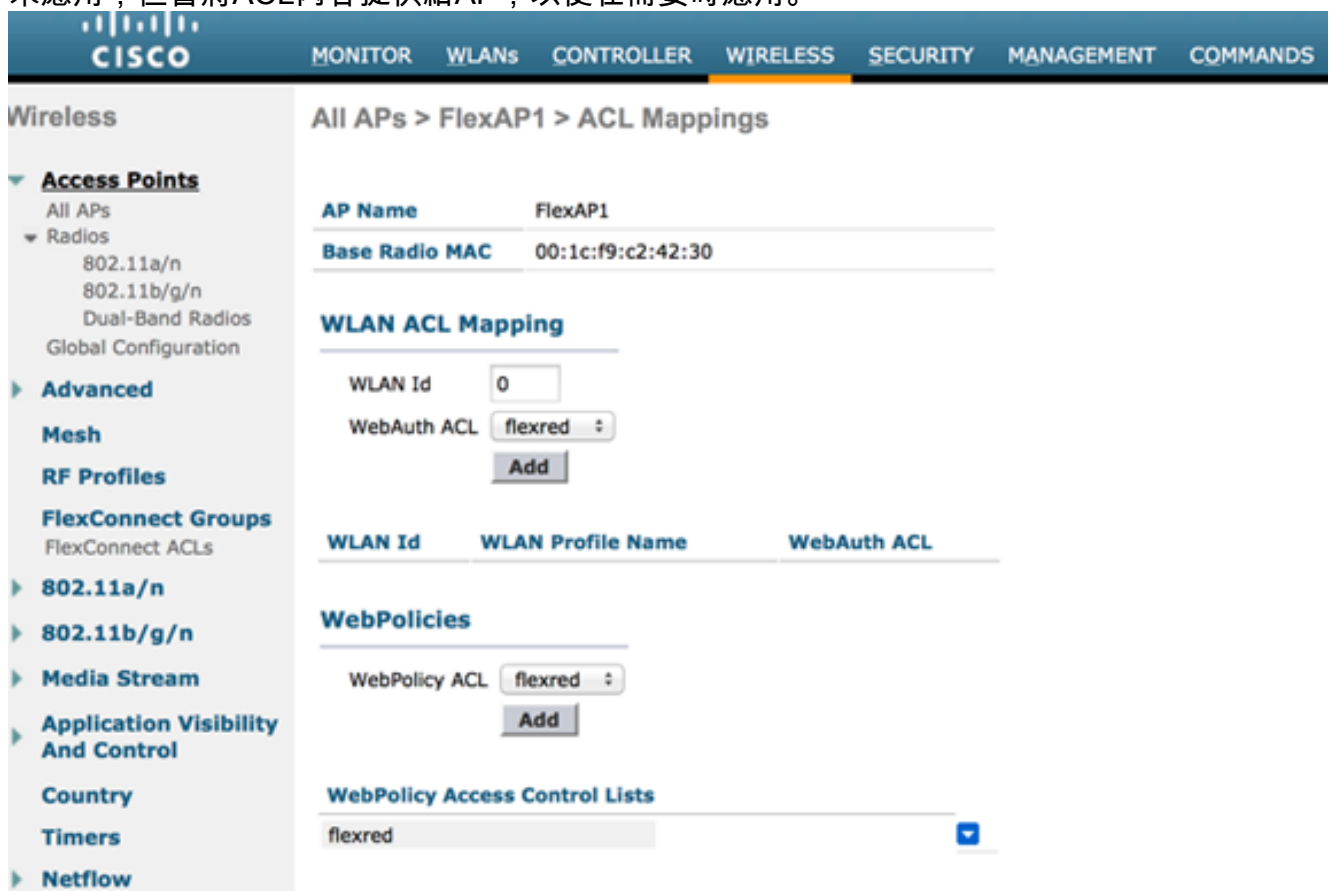 未應用，但會將ACL內容提供給AP，以便在需要時應用。
CISCO
MONITOR WLANs CONTROLLER WIRELESS SECURITY MANAGEMENT COMMANDS
Wireless
Access Points
All APs
Radios
802.11a/n
802.11b/g/n
Dual-Band Radios
Global Configuration
Advanced
Mesh
RF Profiles
FlexConnect Groups
FlexConnect ACLs
802.11a/n
802.11b/g/n
Media Stream
Application Visibility
And Control
Country
Timers
Netflow
All APs > FlexAP1 > ACL Mappings
AP Name FlexAP1
Base Radio MAC 00:1c:f9:c2:42:30
WLAN ACL Mapping
WLAN Id 0
WebAuth ACL flexred
Add
WLAN Id WLAN Profile Name WebAuth ACL
WebPolicies
WebPolicy ACL flexred
Add
WebPolicy Access Control Lists
flexred